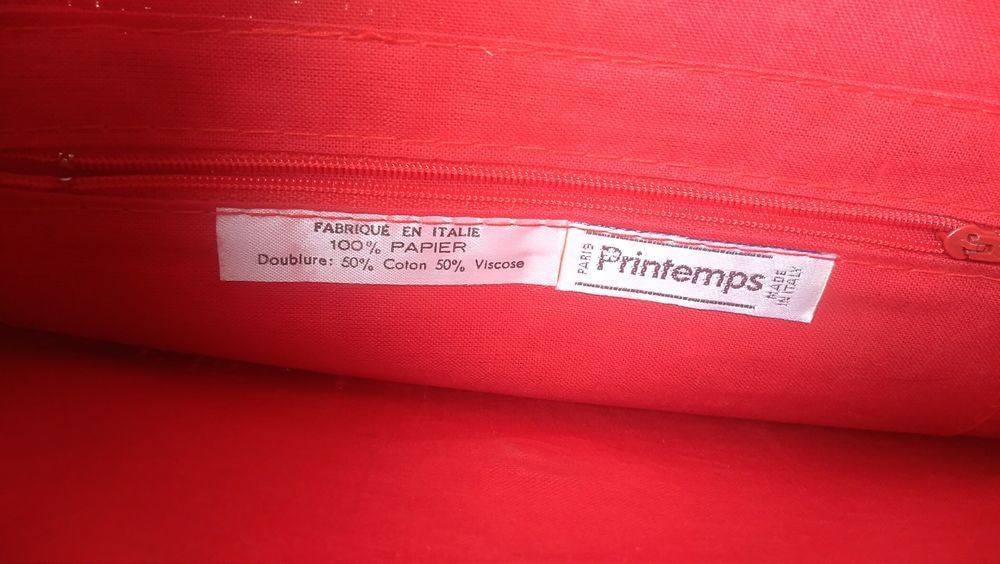 FABRIQUÉ EN ITALIE
100% PAPIER
Doublure: 50% Coton 50% Viscose
PARIS
Printemps
MADE
IN ITALY